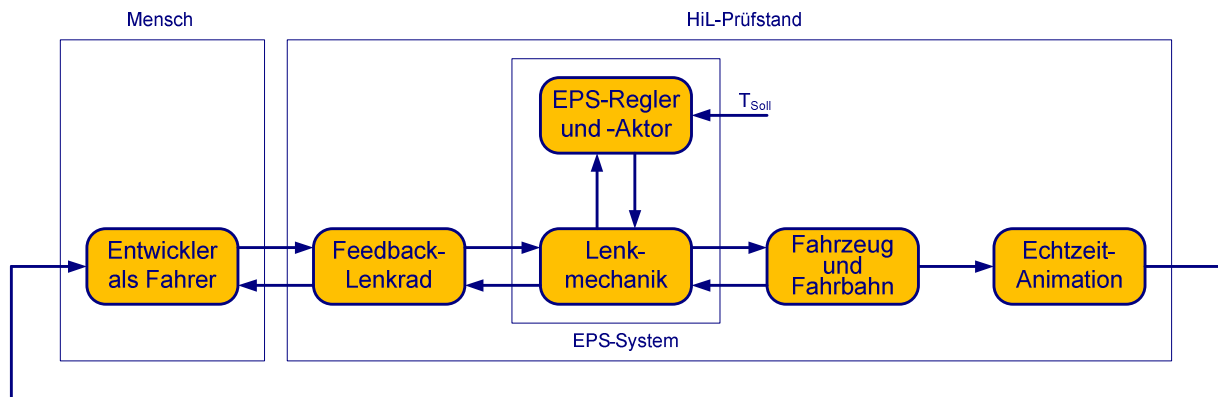 Mensch
HiL-Prüfstand
EPS-Regler
und -Aktor
TSoll
Entwickler
als Fahrer
Feedback-
Lenkrad
Lenk-
mechanik
Fahrzeug
und
Fahrbahn
Echtzeit-
Animation
EPS-System